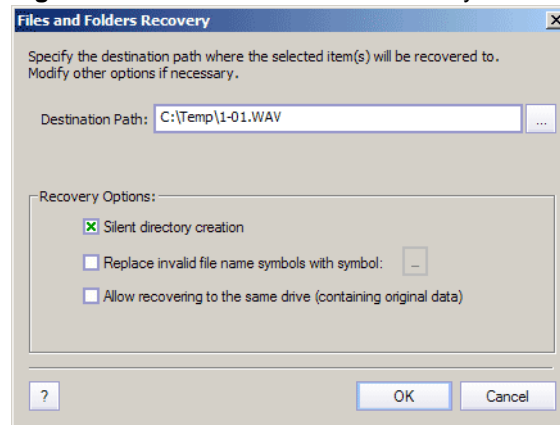 Files and Folders Recovery
Specify the destination path where the selected item(s) will be recovered to.
Modify other options if necessary.
Destination Path: C:\Temp\1-01.WAV ...
Recovery Options:
Silent directory creation
Replace invalid file name symbols with symbol: _
Allow recovering to the same drive (containing original data)
? OK Cancel